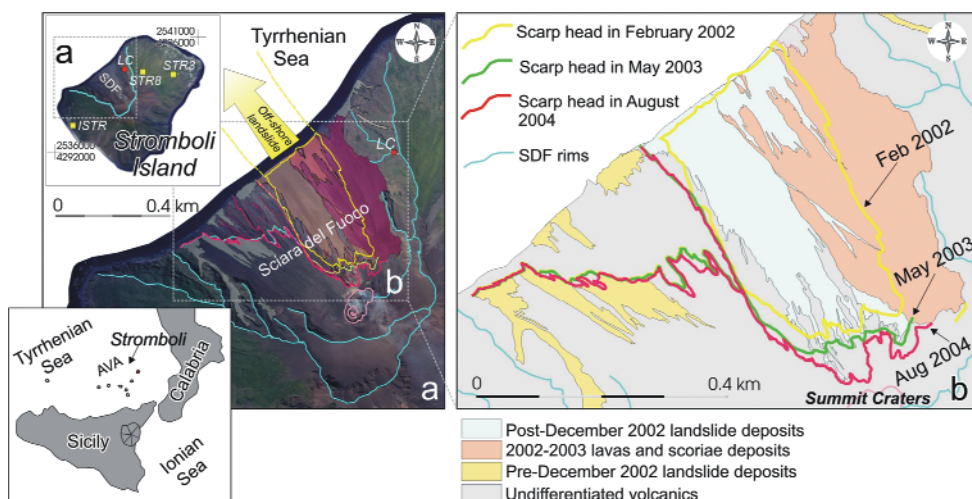 a
2541000
4296000
LC
STR3
STR8
SDF
ISTR
2536000
4292000
Stromboli
Island
N
W E
S
Tyrrhenian
Sea
Off-shore
landslide
LC
0 0.4 km
Sciara del Fuoco
b
a
Tyrrhenian
Sea
Stromboli
AVA
Calabria
Sicily
Ionian
Sea
b
Scarp head in February 2002
Scarp head in May 2003
Scarp head in August
2004
SDF rims
N
W E
S
Feb 2002
May 2003
Aug 2004
0 0.4 km
Summit Craters
b
Post-December 2002 landslide deposits
2002-2003 lavas and scoriae deposits
Pre-December 2002 landslide deposits
Undifferentiated volcanics